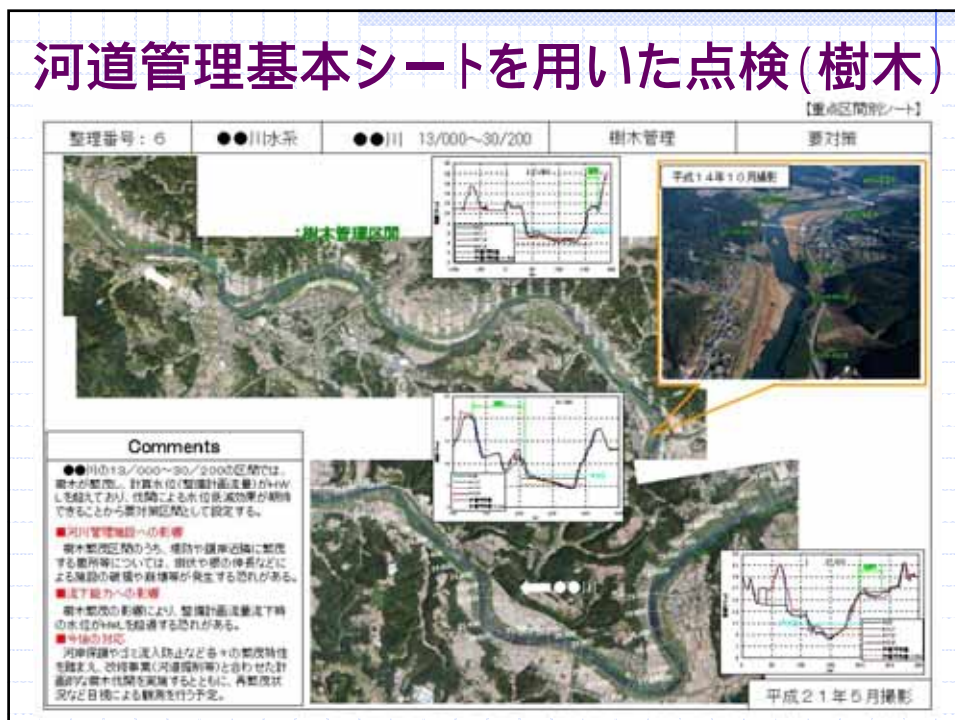 河道管理基本シートを用いた点検(樹木)
【重点区間別シート】
整理番号：6 ●●川水系 ●●川 13/000～30/200 樹木管理 要対策
平成14年10月撮影
:樹木管理区間
Comments
●●川の13/000～30/200の区間では、
樹木が繁茂し、計算水位(整備計画流量)がHW
Lを超えており、伐開による水位低減効果が期待
できることから要対策区間として設定する。
■河川管理施設への影響
樹木繁茂区間のうち、堤防や護岸近隣に繁茂
する箇所等については、倒伏や根の伸長などに
よる施設の破損や崩壊等が発生する恐れがある。
■流下能力への影響
樹木繁茂の影響により、整備計画流量流下時
の水位がHWLを超過する恐れがある。
■今後の対応
河岸保護やゴミ流入防止など各々の繁茂特性
を踏まえ、改修事業(河道掘削等)と合わせた計
画的な樹木伐開を実施するとともに、再繁茂状
況など目視による観測を行う予定。
●●川
平成21年5月撮影